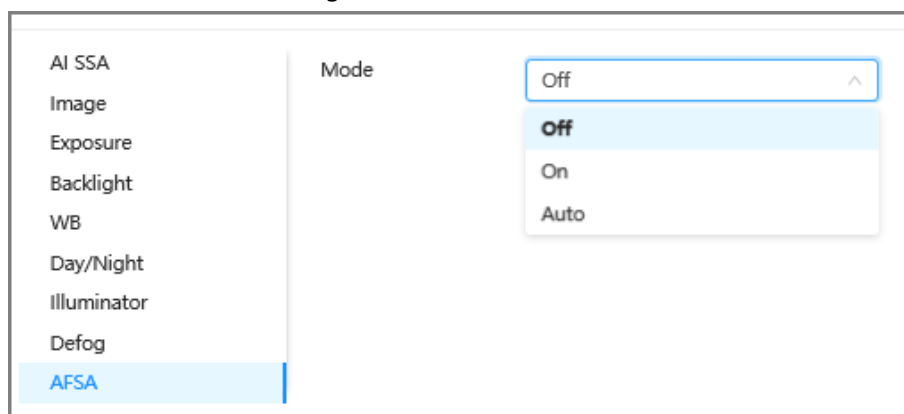 AI SSA
Image
Exposure
Backlight
WB
Day/Night
Illuminator
Defog
AFSA
Mode
Off
Off
On
Auto